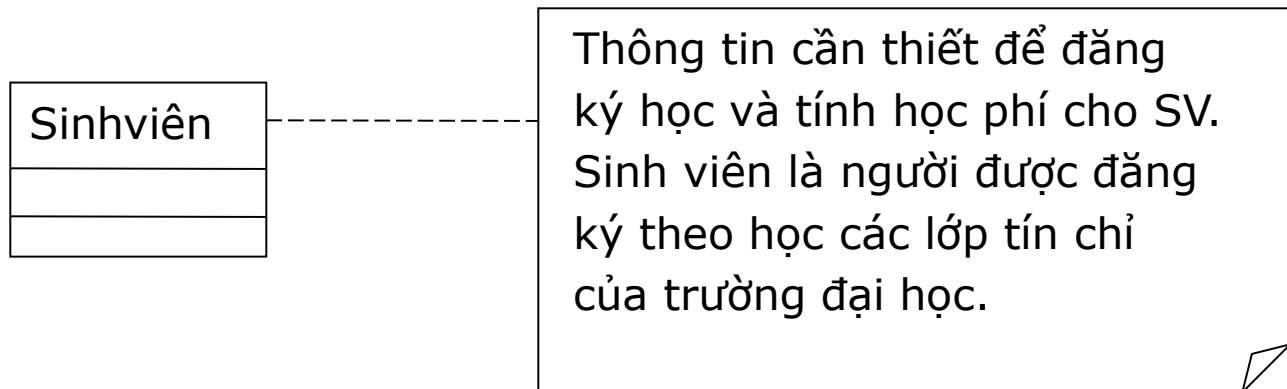 Sinhviên
Thông tin cần thiết để đăng
ký học và tính học phí cho SV.
Sinh viên là người được đăng
ký theo học các lớp tín chỉ
của trường đại học.